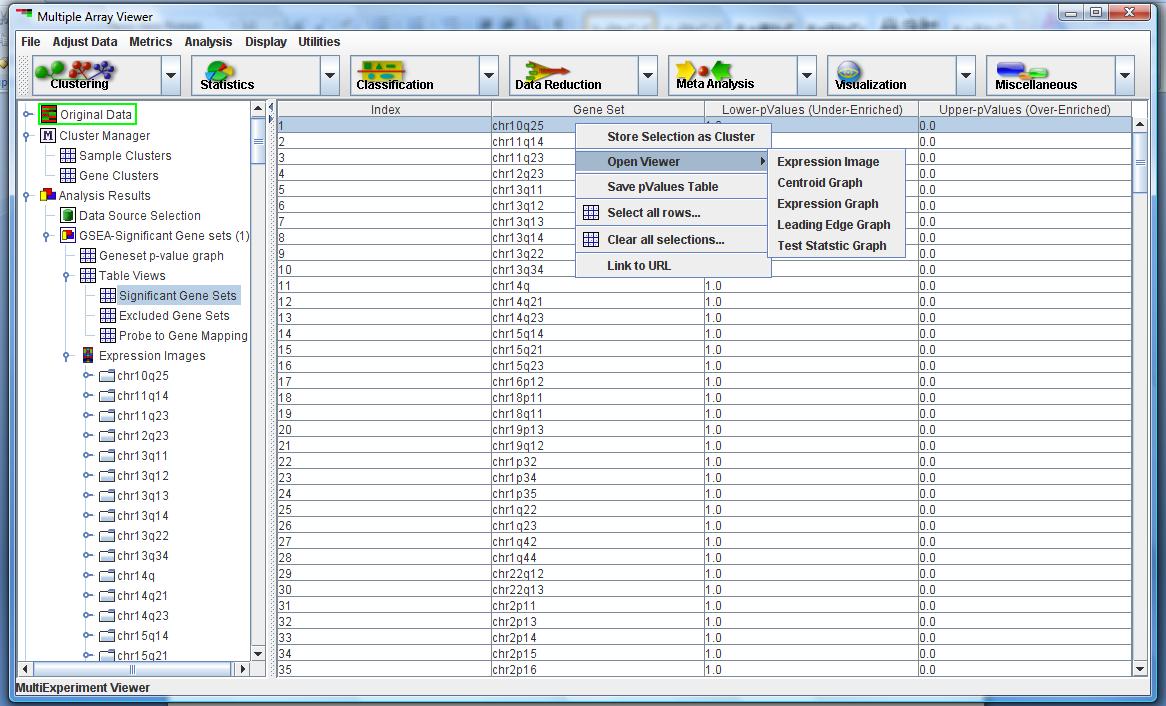 Multiple Array Viewer
File Adjust Data Metrics Analysis Display Utilities
Clustering Statistics Classification Data Reduction Meta Analysis Visualization Miscellaneous
Original Data
Cluster Manager
Sample Clusters
Gene Clusters
Analysis Results
Data Source Selection
GSEA-Significant Gene sets (1)
Geneset p-value graph
Table Views
Significant Gene Sets
Excluded Gene Sets
Probe to Gene Mapping
Expression Images
chr10q25
chr11q14
chr11q23
chr12q23
chr13q11
chr13q12
chr13q13
chr13q14
chr13q22
chr13q34
chr14q
chr14q21
chr14q23
chr15q14
chr15q21
Index Gene Set Lower-pValues (Under-Enriched) Upper-pValues (Over-Enriched)
1 chr10q25 0.0
2 chr11q14 0.0
3 chr11q23 0.0
4 chr12q23 0.0
5 chr13q11 0.0
6 chr13q12 0.0
7 chr13q13 0.0
8 chr13q14 0.0
9 chr13q22 0.0
10 chr13q34 0.0
11 chr14q 1.0 0.0
12 chr14q21 1.0 0.0
13 chr14q23 1.0 0.0
14 chr15q14 1.0 0.0
15 chr15q21 1.0 0.0
16 chr15q23 1.0 0.0
17 chr16p12 1.0 0.0
18 chr18p11 1.0 0.0
19 chr18q11 1.0 0.0
20 chr19p13 1.0 0.0
21 chr19q12 1.0 0.0
22 chr1p32 1.0 0.0
23 chr1p34 1.0 0.0
24 chr1p35 1.0 0.0
25 chr1q22 1.0 0.0
26 chr1q23 1.0 0.0
27 chr1q42 1.0 0.0
28 chr1q44 1.0 0.0
29 chr22q12 1.0 0.0
30 chr22q13 1.0 0.0
31 chr2p11 1.0 0.0
32 chr2p13 1.0 0.0
33 chr2p14 1.0 0.0
34 chr2p15 1.0 0.0
35 chr2p16 1.0 0.0
Store Selection as Cluster
Open Viewer
Save pValues Table
Select all rows...
Clear all selections...
Link to URL
Expression Image
Centroid Graph
Expression Graph
Leading Edge Graph
Test Statstic Graph
MultiExperiment Viewer